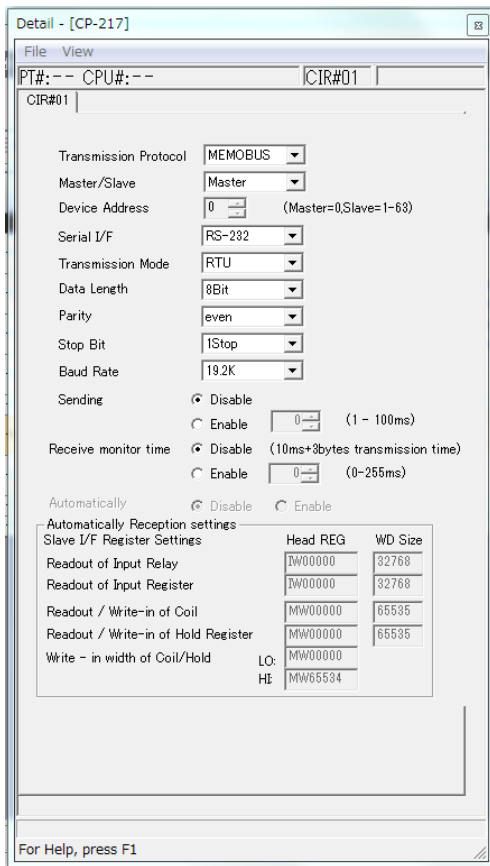 Detail - [CP-217]
File View
PT#:-- CPU#:-- CIR#01
CIR#01
Transmission Protocol MEMOBUS
Master/Slave Master
Device Address 0 (Master=0,Slave=1-63)
Serial I/F RS-232
Transmission Mode RTU
Data Length 8Bit
Parity even
Stop Bit 1Stop
Baud Rate 19.2K
Sending Disable
Enable 0 (1 - 100ms)
Receive monitor time Disable (10ms+3bytes transmission time)
Enable 0 (0-255ms)
Automatically Disable Enable
Automatically Reception settings
Slave I/F Register Settings Head REG WD Size
Readout of Input Relay IW00000 32768
Readout of Input Register IW00000 32768
Readout / Write-in of Coil MW00000 65535
Readout / Write-in of Hold Register MW00000 65535
Write - in width of Coil/Hold LO: MW00000
HI: MW65534
For Help, press F1